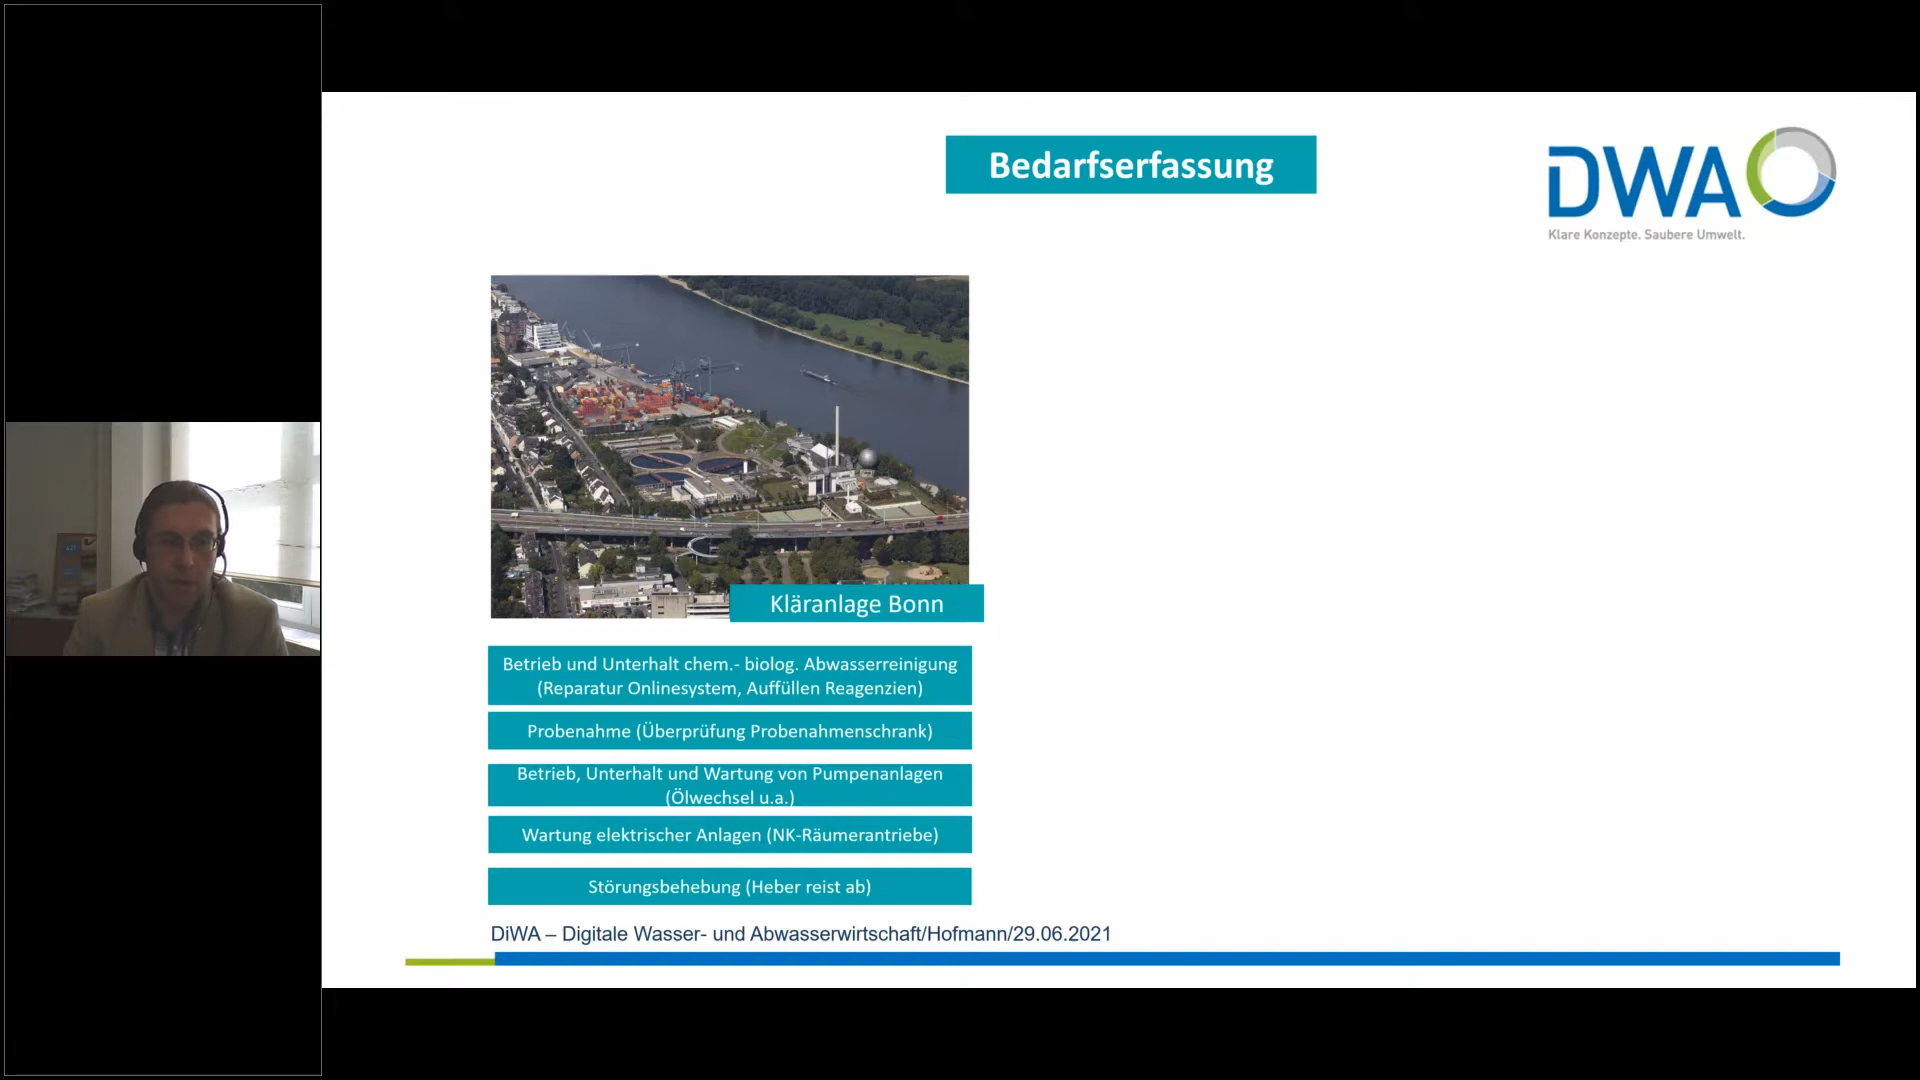 Bedarfserfassung
DWA
Klare Konzepte. Saubere Umwelt.
Kläranlage Bonn
Betrieb und Unterhalt chem.- biolog. Abwasserreinigung
(Reparatur Onlinesystem, Auffüllen Reagenzien)
Probenahme (Überprüfung Probenahmenschrank)
Betrieb, Unterhalt und Wartung von Pumpenanlagen
(Ölwechsel u.a.)
Wartung elektrischer Anlagen (NK-Räumerantriebe)
Störungsbehebung (Heber reist ab)
DiWA – Digitale Wasser- und Abwasserwirtschaft/Hofmann/29.06.2021